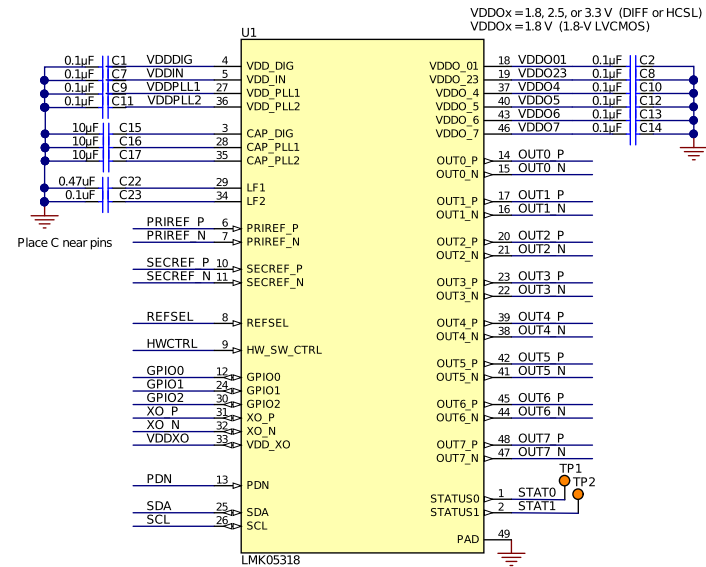 VDDOx = 1.8, 2.5, or 3.3 V (DIFF or HCSL)
VDDOx = 1.8 V (1.8-V LVCMOS)
U1
0.1µF C1 VDDDIG 4 VDD_DIG VDDO_01 18 VDDO01 0.1µF C2
0.1µF C7 VDDIN 5 VDD_IN VDDO_23 19 VDDO23 0.1µF C8
0.1µF C9 VDDPLL1 27 VDD_PLL1 VDDO_4 37 VDDO4 0.1µF C10
0.1µF C11 VDDPLL2 36 VDD_PLL2 VDDO_5 40 VDDO5 0.1µF C12
VDDO_6 43 VDDO6 0.1µF C13
10µF C15 3 CAP_DIG VDDO_7 46 VDDO7 0.1µF C14
10µF C16 28 CAP_PLL1
10µF C17 35 CAP_PLL2 OUT0_P 14 OUT0_P
OUT0_N 15 OUT0_N
0.47uF C22 29 LF1
0.1uF C23 34 LF2 OUT1_P 17 OUT1_P
OUT1_N 16 OUT1_N
Place C near pins
PRIREF_P 6 PRIREF_P
PRIREF_N 7 PRIREF_N OUT2_P 20 OUT2_P
OUT2_N 21 OUT2_N
SECREF_P 10 SECREF_P
SECREF_N 11 SECREF_N OUT3_P 23 OUT3_P
OUT3_N 22 OUT3_N
REFSEL 8 REFSEL OUT4_P 39 OUT4_P
OUT4_N 38 OUT4_N
HWCTRL 9 HW_SW_CTRL
OUT5_P 42 OUT5_P
GPIO0 12 GPIO0 OUT5_N 41 OUT5_N
GPIO1 24 GPIO1
GPIO2 30 GPIO2 OUT6_P 45 OUT6_P
XO_P 31 XO_P OUT6_N 44 OUT6_N
XO_N 32 XO_N
VDDXO 33 VDD_XO OUT7_P 48 OUT7_P
OUT7_N 47 OUT7_N
TP1
PDN 13 PDN TP2
STATUS0 1 STAT0
SDA 25 SDA STATUS1 2 STAT1
SCL 26 SCL
PAD 49
LMK05318